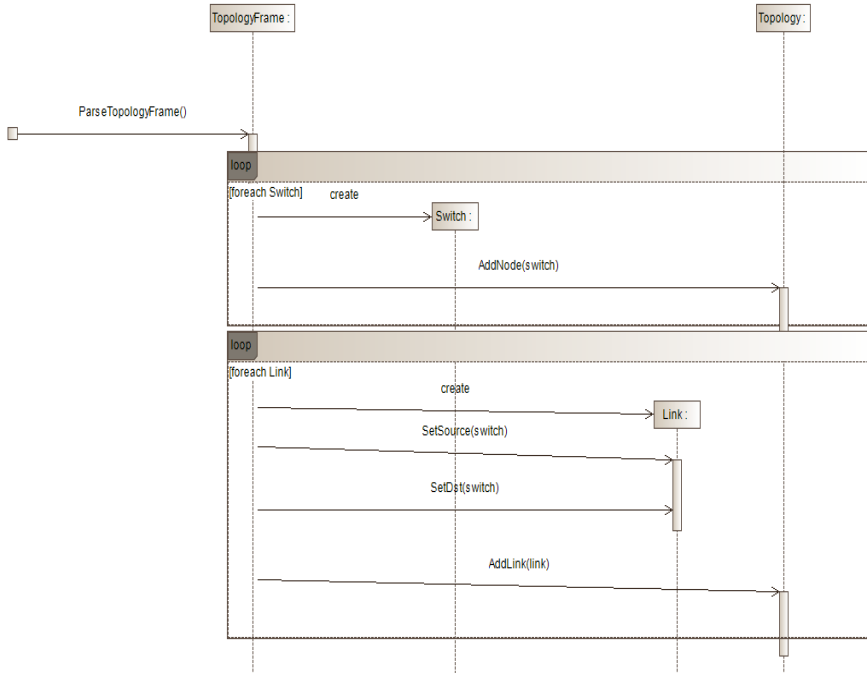 TopologyFrame :
Topology :
ParseTopologyFrame()
loop
[foreach Switch]
create
Switch :
AddNode(switch)
loop
[foreach Link]
create
Link :
SetSource(switch)
SetDst(switch)
AddLink(link)